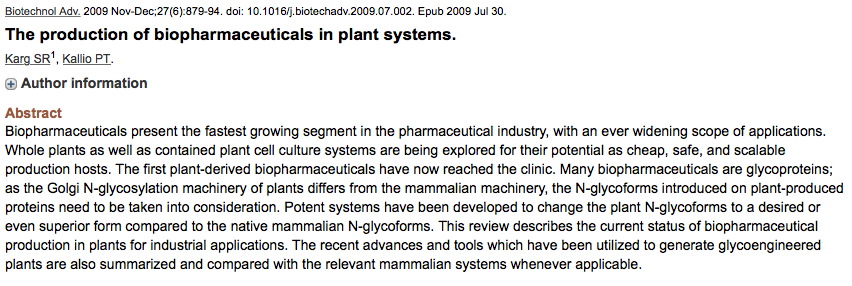 Biotechnol Adv. 2009 Nov-Dec;27(6):879-94. doi: 10.1016/j.biotechadv.2009.07.002. Epub 2009 Jul 30.
The production of biopharmaceuticals in plant systems.
Karg SR1, Kallio PT.
Author information
Abstract
Biopharmaceuticals present the fastest growing segment in the pharmaceutical industry, with an ever widening scope of applications.
Whole plants as well as contained plant cell culture systems are being explored for their potential as cheap, safe, and scalable
production hosts. The first plant-derived biopharmaceuticals have now reached the clinic. Many biopharmaceuticals are glycoproteins;
as the Golgi N-glycosylation machinery of plants differs from the mammalian machinery, the N-glycoforms introduced on plant-produced
proteins need to be taken into consideration. Potent systems have been developed to change the plant N-glycoforms to a desired or
even superior form compared to the native mammalian N-glycoforms. This review describes the current status of biopharmaceutical
production in plants for industrial applications. The recent advances and tools which have been utilized to generate glycoengineered
plants are also summarized and compared with the relevant mammalian systems whenever applicable.